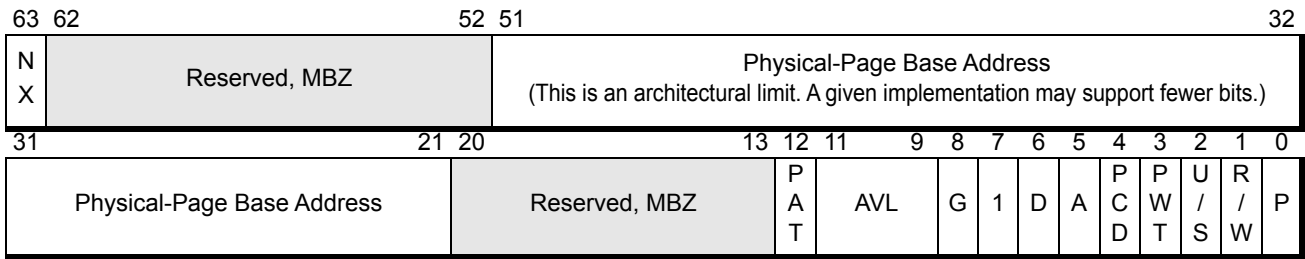 63 62 52 51 32
N
X
Reserved, MBZ
Physical-Page Base Address
(This is an architectural limit. A given implementation may support fewer bits.)
31 21 20 13 12 11 9 8 7 6 5 4 3 2 1 0
Physical-Page Base Address
Reserved, MBZ
P
A
T
AVL
G
1
D
A
P
C
D
P
W
T
U
/
S
R
/
W
P